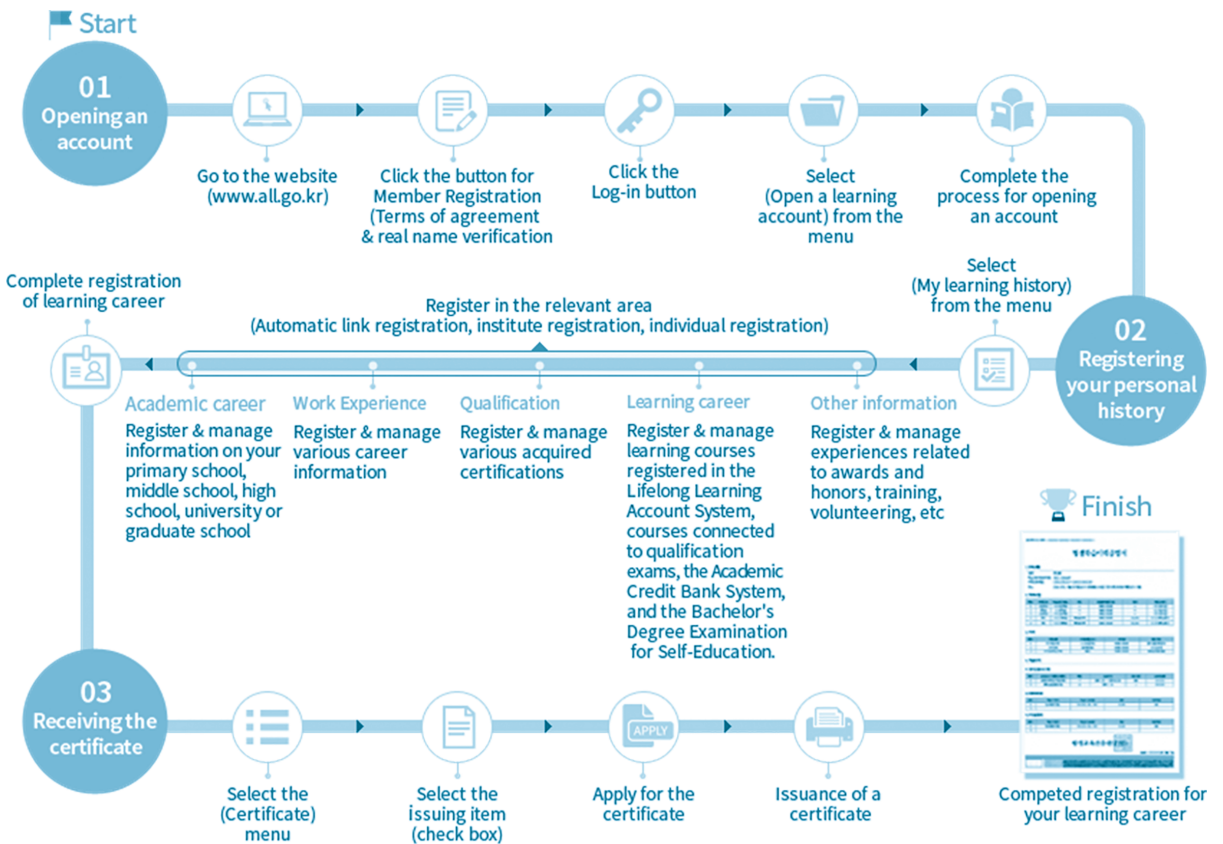 Start
01
Opening an
account
Go to the website
(www.all.go.kr)
Click the button for
Member Registration
(Terms of agreement
& real name verification
Click the
Log-in button
Select
(Open a learning
account) from the
menu
Complete the
process for opening
an account
02
Registering
your personal
history
Select
(My learning history)
from the menu
Register in the relevant area
(Automatic link registration, institute registration, individual registration)
Complete registration
of learning career
Academic career
Register & manage
information on your
primary school,
middle school, high
school, university or
graduate school
Work Experience
Register & manage
various career
information
Qualification
Register & manage
various acquired
certifications
Learning career
Register & manage
learning courses
registered in the
Lifelong Learning
Account System,
courses connected
to qualification
exams, the Academic
Credit Bank System,
and the Bachelor's
Degree Examination
for Self-Education.
Other information
Register & manage
experiences related
to awards and
honors, training,
volunteering, etc
03
Receiving the
certificate
Select the
(Certificate)
menu
Select the
issuing item
(check box)
APPLY
Apply for the
certificate
Issuance of a
certificate
Finish
Competed registration for
your learning career